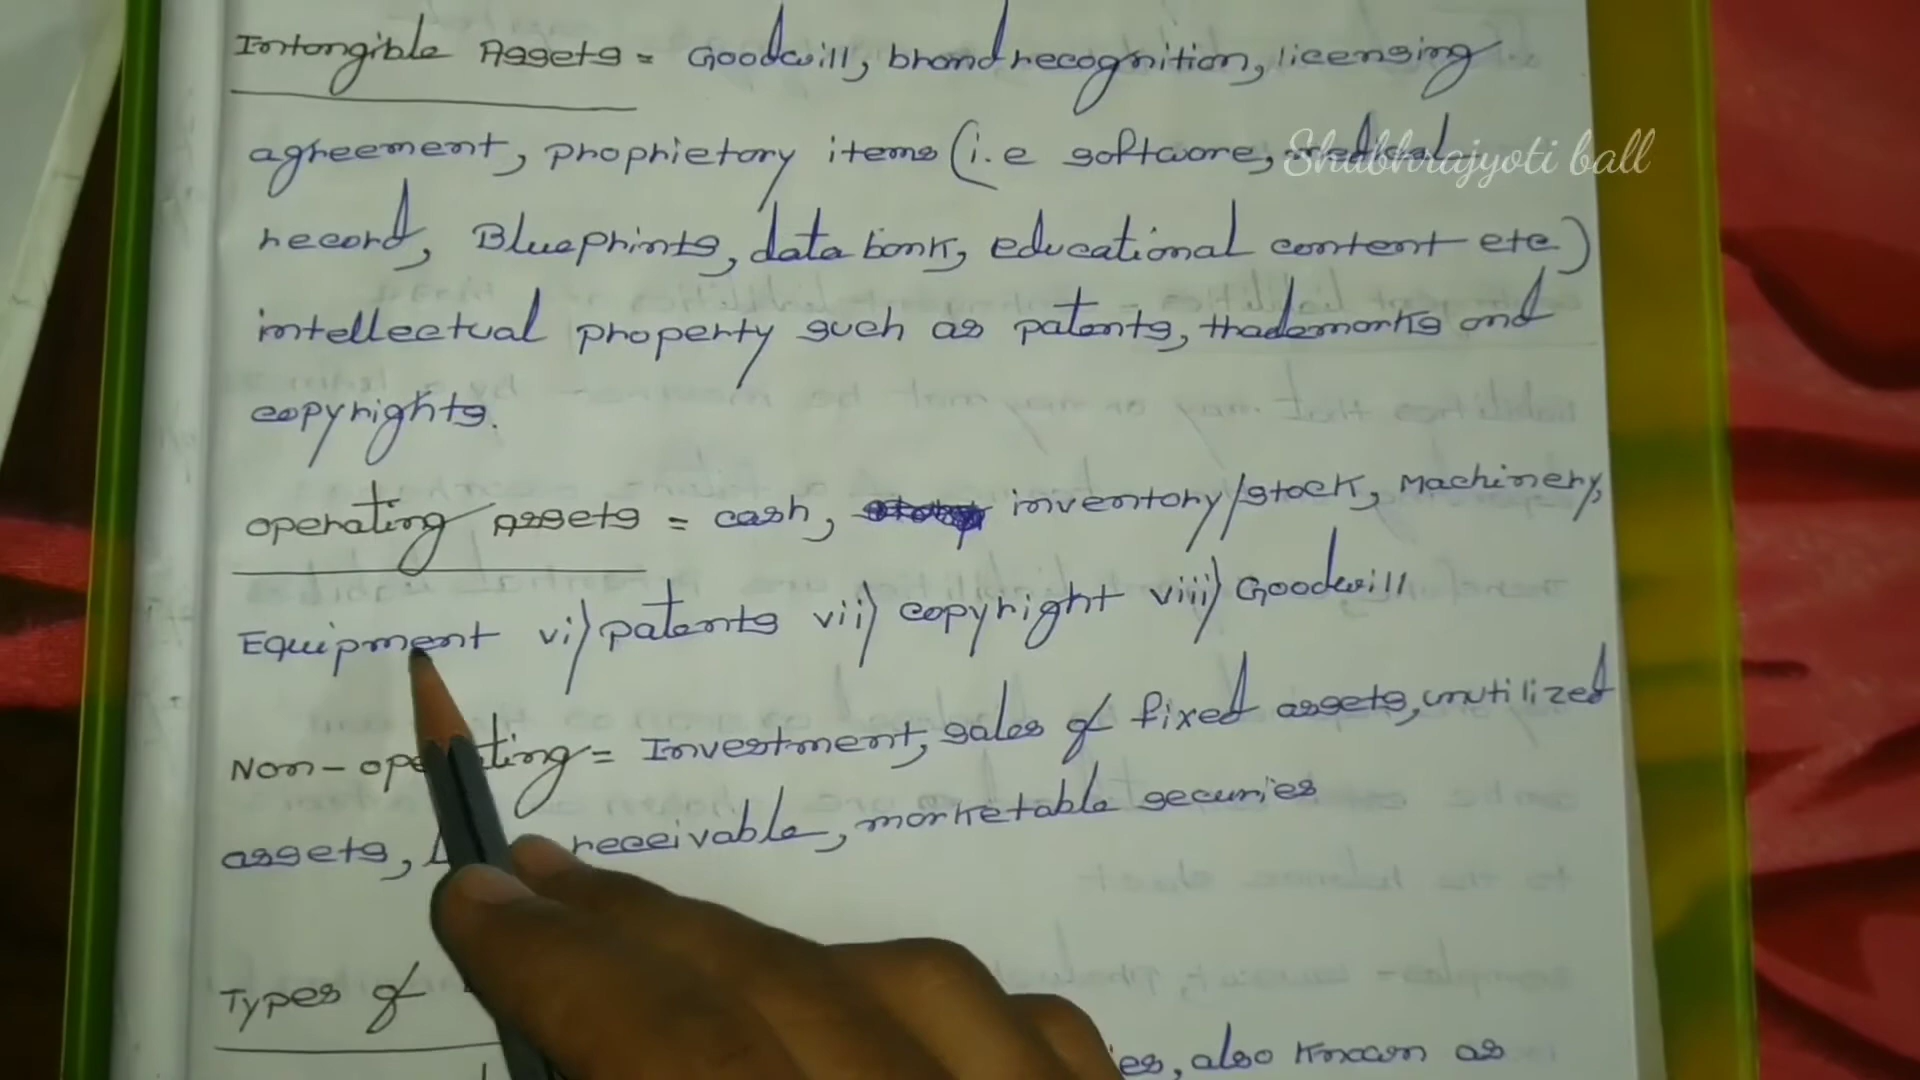 Intangible Assets = Goodwill, brand recognition, licensing
agreement, prophietory items (i.e software, medical
Shubhrajyoti ball
record, Blueprints, data bank, educational content etc)
intellectual property such as patents, trademarks and
copyrights.
operating Assets = cash, inventory/stock, Machinery,
Equipment vi) patents vii) copyright viii) Goodwill
Non-operating = Investment, sales of fixed assets, unutilized
assets, receivable, marketable securies
Types of
also known as